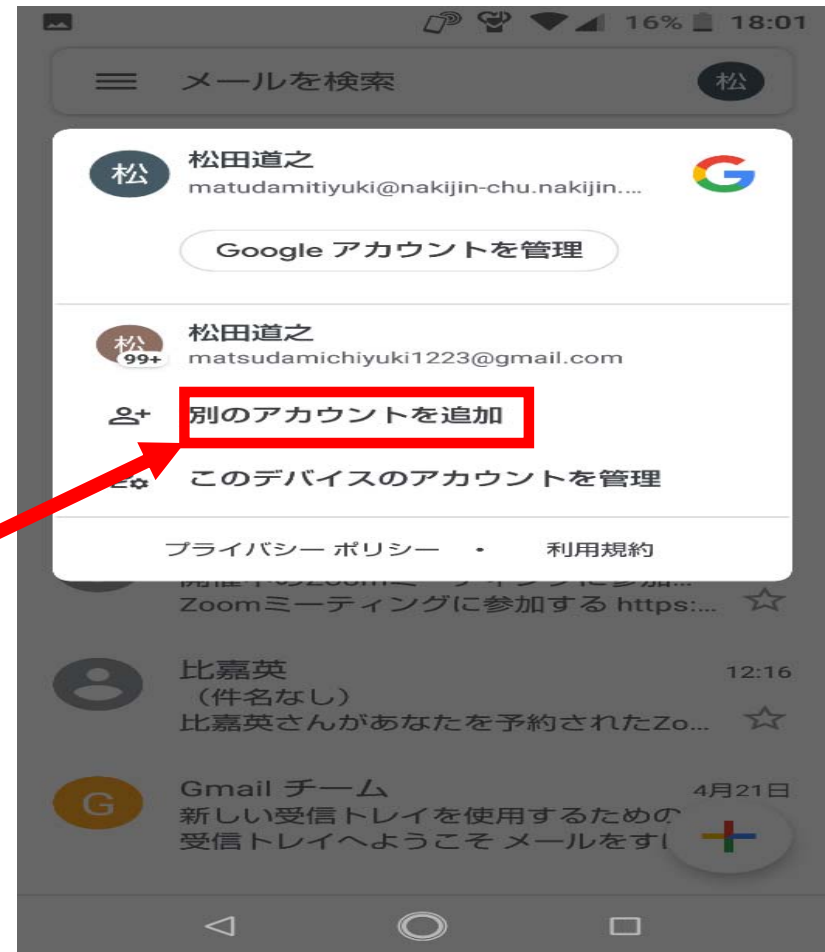 16% 18:01
メールを検索
松
松
松田道之
matudamitiyuki@nakijin-chu.nakijin....
G
Google アカウントを管理
松
99+
松田道之
matsudamichiyuki1223@gmail.com
別のアカウントを追加
このデバイスのアカウントを管理
プライバシー ポリシー ・ 利用規約
Zoomミーティングに参加する https:...
比嘉英
12:16
（件名なし）
比嘉英さんがあなたを予約されたZo...
G
Gmail チーム
4月21日
新しい受信トレイを使用するための
受信トレイへようこそ メールをす